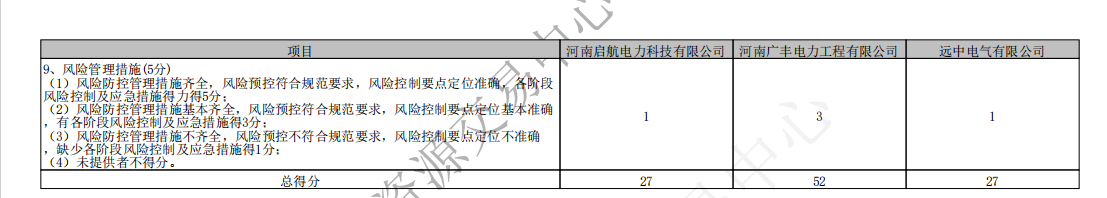 项目 河南启航电力科技有限公司 河南广丰电力工程有限公司 远中电气有限公司
9、风险管理措施(5分)
(1)风险防控管理措施齐全，风险预控符合规范要求，风险控制要点定位准确，各阶段
风险控制及应急措施得力得5分；
(2)风险防控管理措施基本齐全，风险预控符合规范要求，风险控制要点定位基本准确
，有各阶段风险控制及应急措施得3分；
(3)风险防控管理措施不齐全，风险预控不符合规范要求，风险控制要点定位不准确
，缺少各阶段风险控制及应急措施得1分；
(4)未提供者不得分。
1 3 1
总得分 27 52 27
资源交易中心
易中心